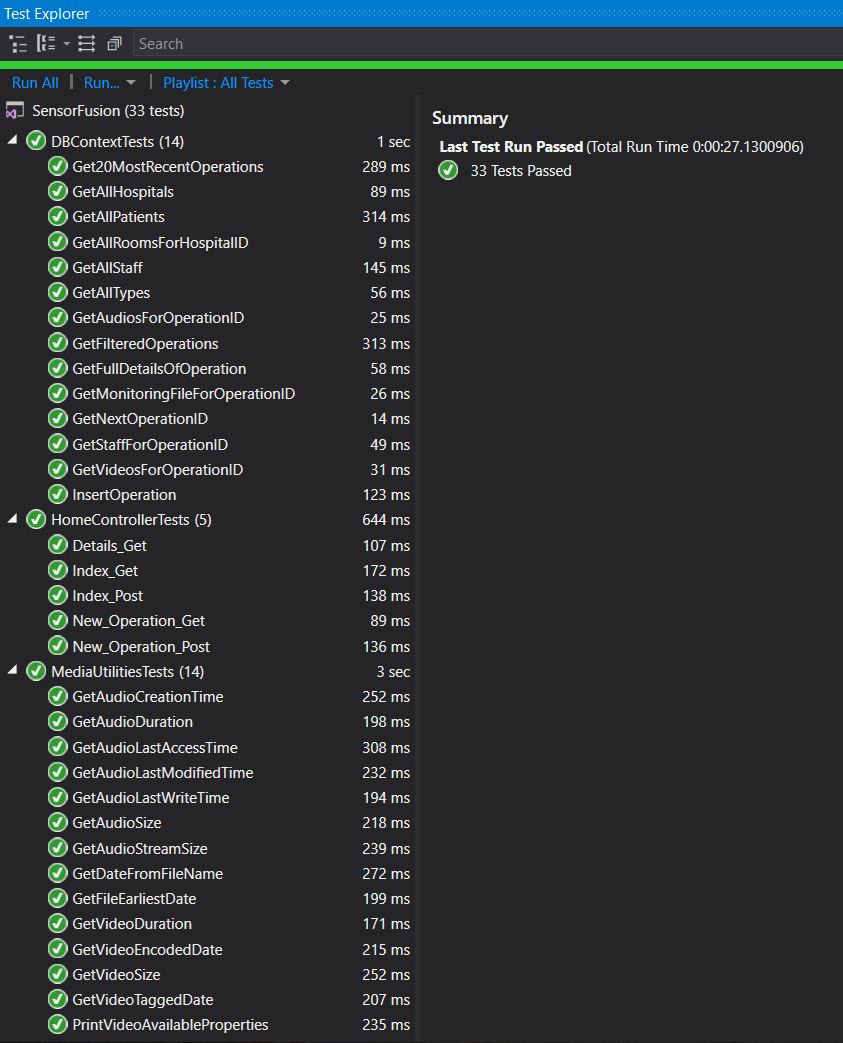 Test Explorer
Search
Run All | Run... | Playlist : All Tests
SensorFusion (33 tests)
DBContextTests (14) 1 sec
Get20MostRecentOperations 289 ms
GetAllHospitals 89 ms
GetAllPatients 314 ms
GetAllRoomsForHospitalID 9 ms
GetAllStaff 145 ms
GetAllTypes 56 ms
GetAudiosForOperationID 25 ms
GetFilteredOperations 313 ms
GetFullDetailsOfOperation 58 ms
GetMonitoringFileForOperationID 26 ms
GetNextOperationID 14 ms
GetStaffForOperationID 49 ms
GetVideosForOperationID 31 ms
InsertOperation 123 ms
HomeControllerTests (5) 644 ms
Details_Get 107 ms
Index_Get 172 ms
Index_Post 138 ms
New_Operation_Get 89 ms
New_Operation_Post 136 ms
MediaUtilitiesTests (14) 3 sec
GetAudioCreationTime 252 ms
GetAudioDuration 198 ms
GetAudioLastAccessTime 308 ms
GetAudioLastModifiedTime 232 ms
GetAudioLastWriteTime 194 ms
GetAudioSize 218 ms
GetAudioStreamSize 239 ms
GetDateFromFileName 272 ms
GetFileEarliestDate 199 ms
GetVideoDuration 171 ms
GetVideoEncodedDate 215 ms
GetVideoSize 252 ms
GetVideoTaggedDate 207 ms
PrintVideoAvailableProperties 235 ms
Summary
Last Test Run Passed (Total Run Time 0:00:27.1300906)
33 Tests Passed